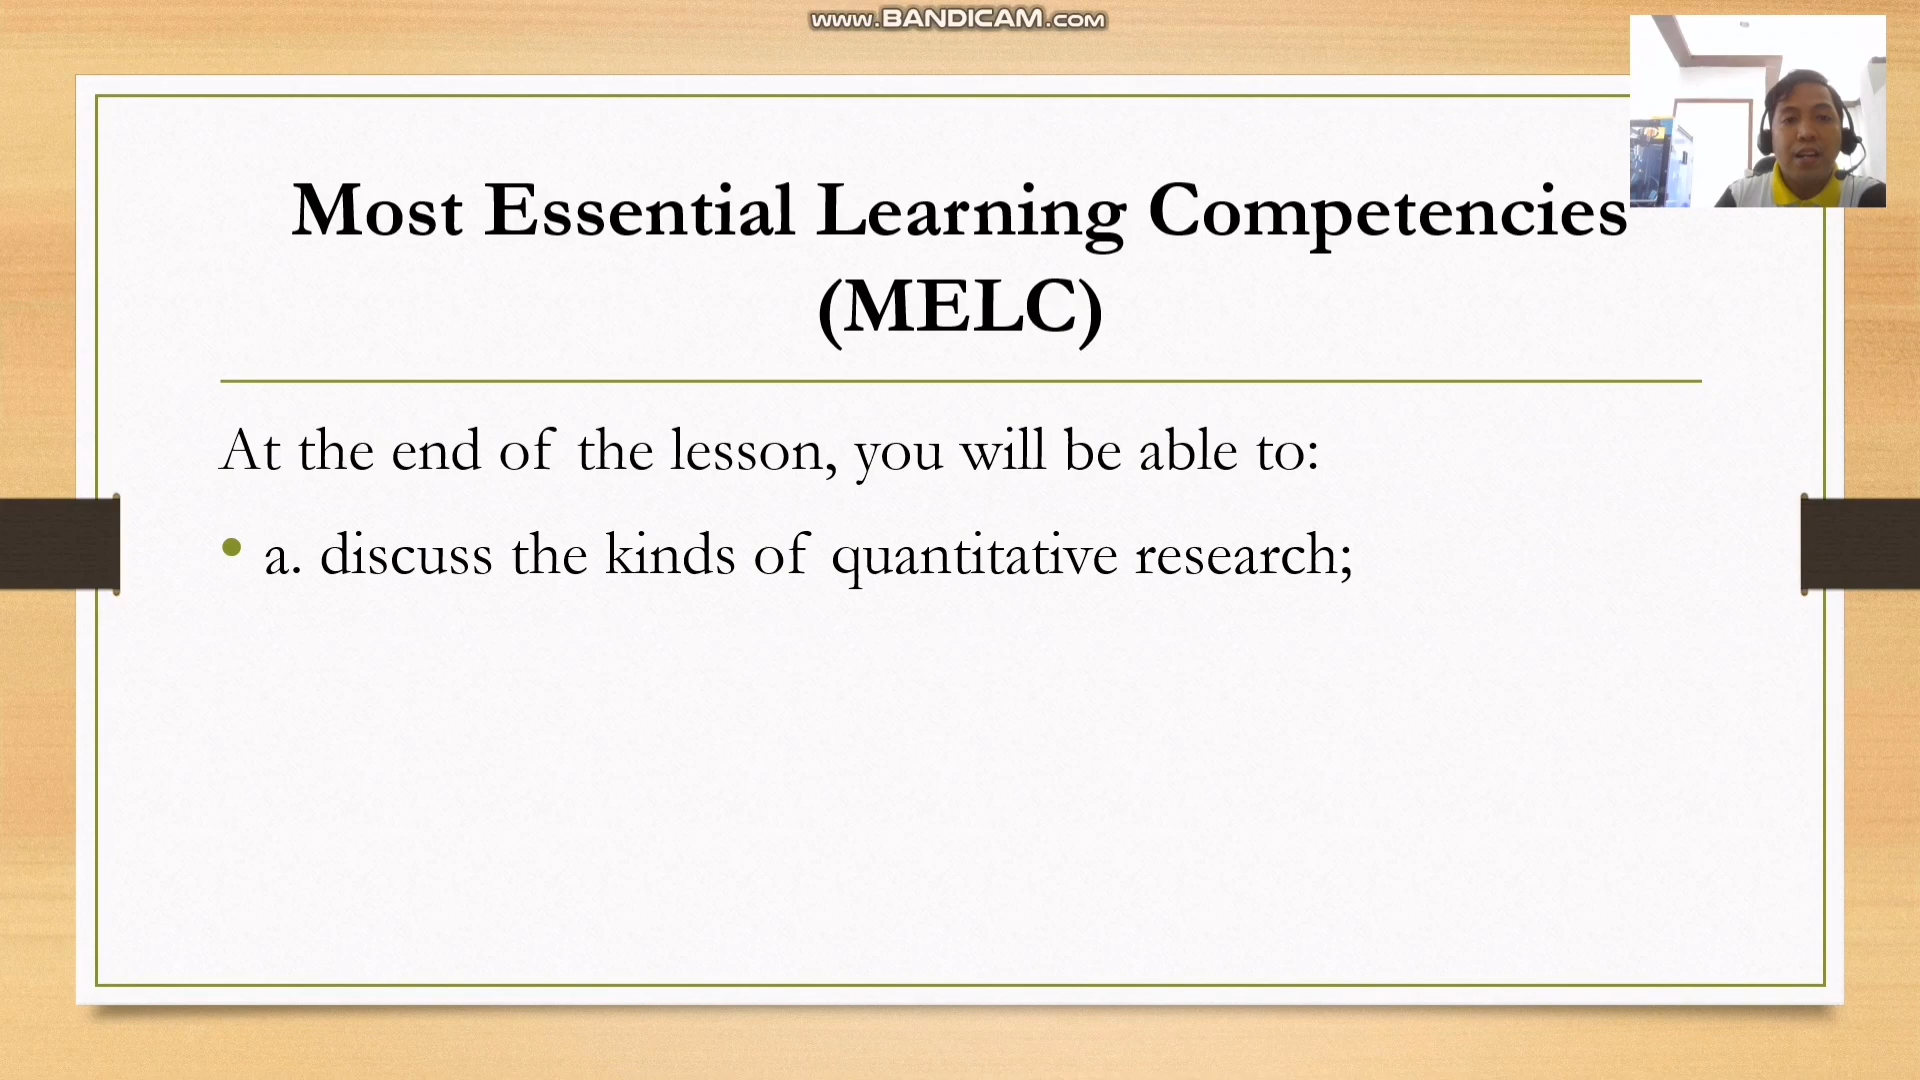 www.BANDICAM.com
Most Essential Learning Competencies
(MELC)
At the end of the lesson, you will be able to:
• a. discuss the kinds of quantitative research;